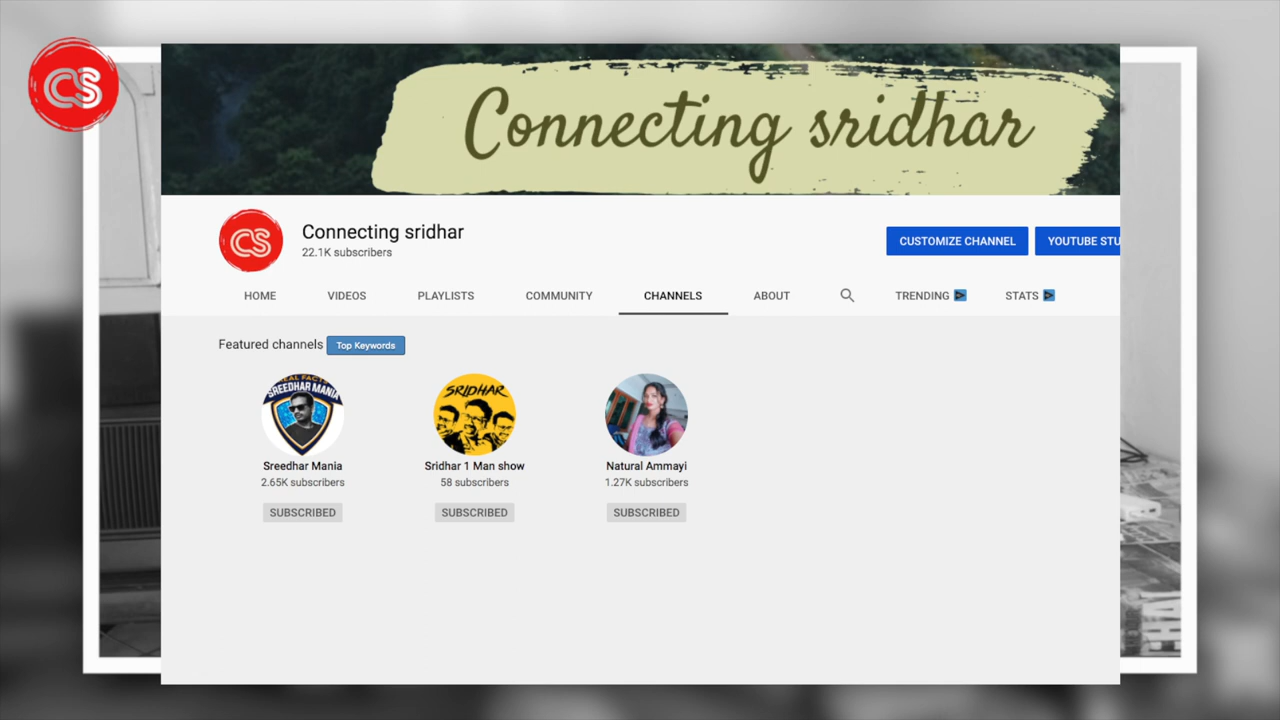 CS
Connecting sridhar
CS
Connecting sridhar
22.1K subscribers
CUSTOMIZE CHANNEL
YOUTUBE STU
HOME
VIDEOS
PLAYLISTS
COMMUNITY
CHANNELS
ABOUT
TRENDING
STATS
Featured channels
Top Keywords
SREEDHAR MANIA
SRIDHAR
Sreedhar Mania
Sridhar 1 Man show
Natural Ammayi
2.65K subscribers
58 subscribers
1.27K subscribers
SUBSCRIBED
SUBSCRIBED
SUBSCRIBED